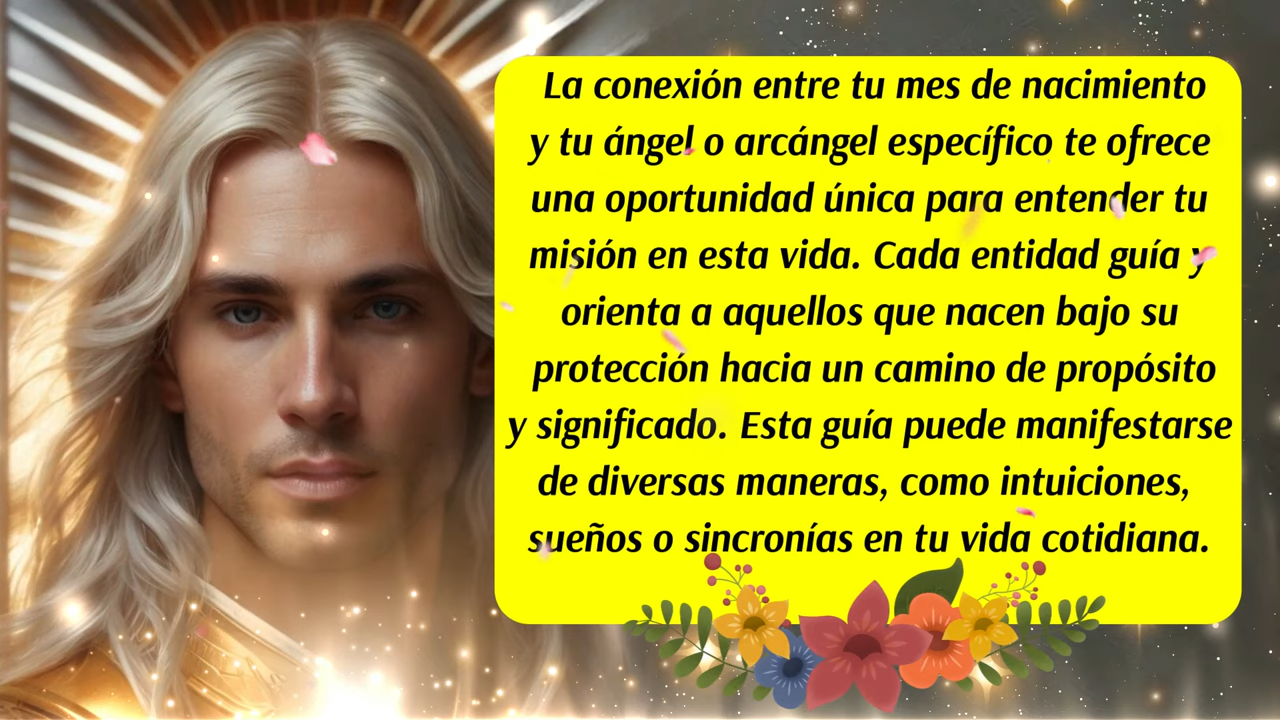 La conexión entre tu mes de nacimiento
y tu ángel o arcángel específico te ofrece
una oportunidad única para entender tu
misión en esta vida. Cada entidad guía y
orienta a aquellos que nacen bajo su
protección hacia un camino de propósito
y significado. Esta guía puede manifestarse
de diversas maneras, como intuiciones,
sueños o sincronías en tu vida cotidiana.